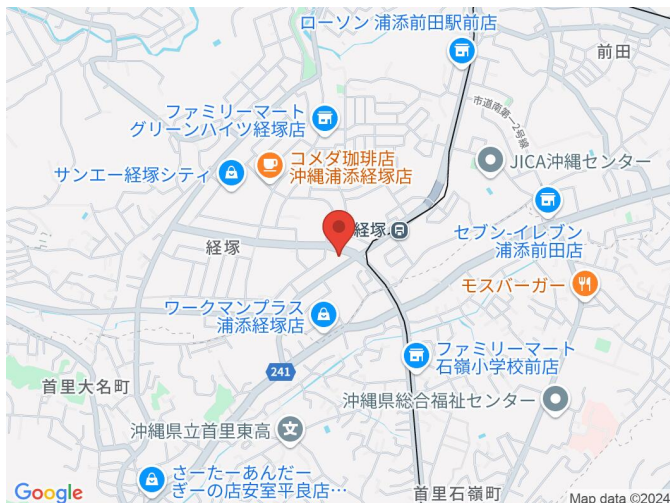 ローソン 浦添前田駅前店
前田
市道南第一2号線
ファミリーマート
グリーンハイツ経塚店
コメダ珈琲店
沖縄浦添経塚店
サンエー経塚シティ
JICA沖縄センター
経塚
経塚
セブン-イレブン
浦添前田店
モスバーガー
ワークマンプラス
浦添経塚店
ファミリーマート
石嶺小学校前店
241
首里大名町
沖縄県総合福祉センター
沖縄県立首里東高
文
さーたーあんだー
ぎーの店安室平良店…
首里石嶺町
Google
Map data ©2024